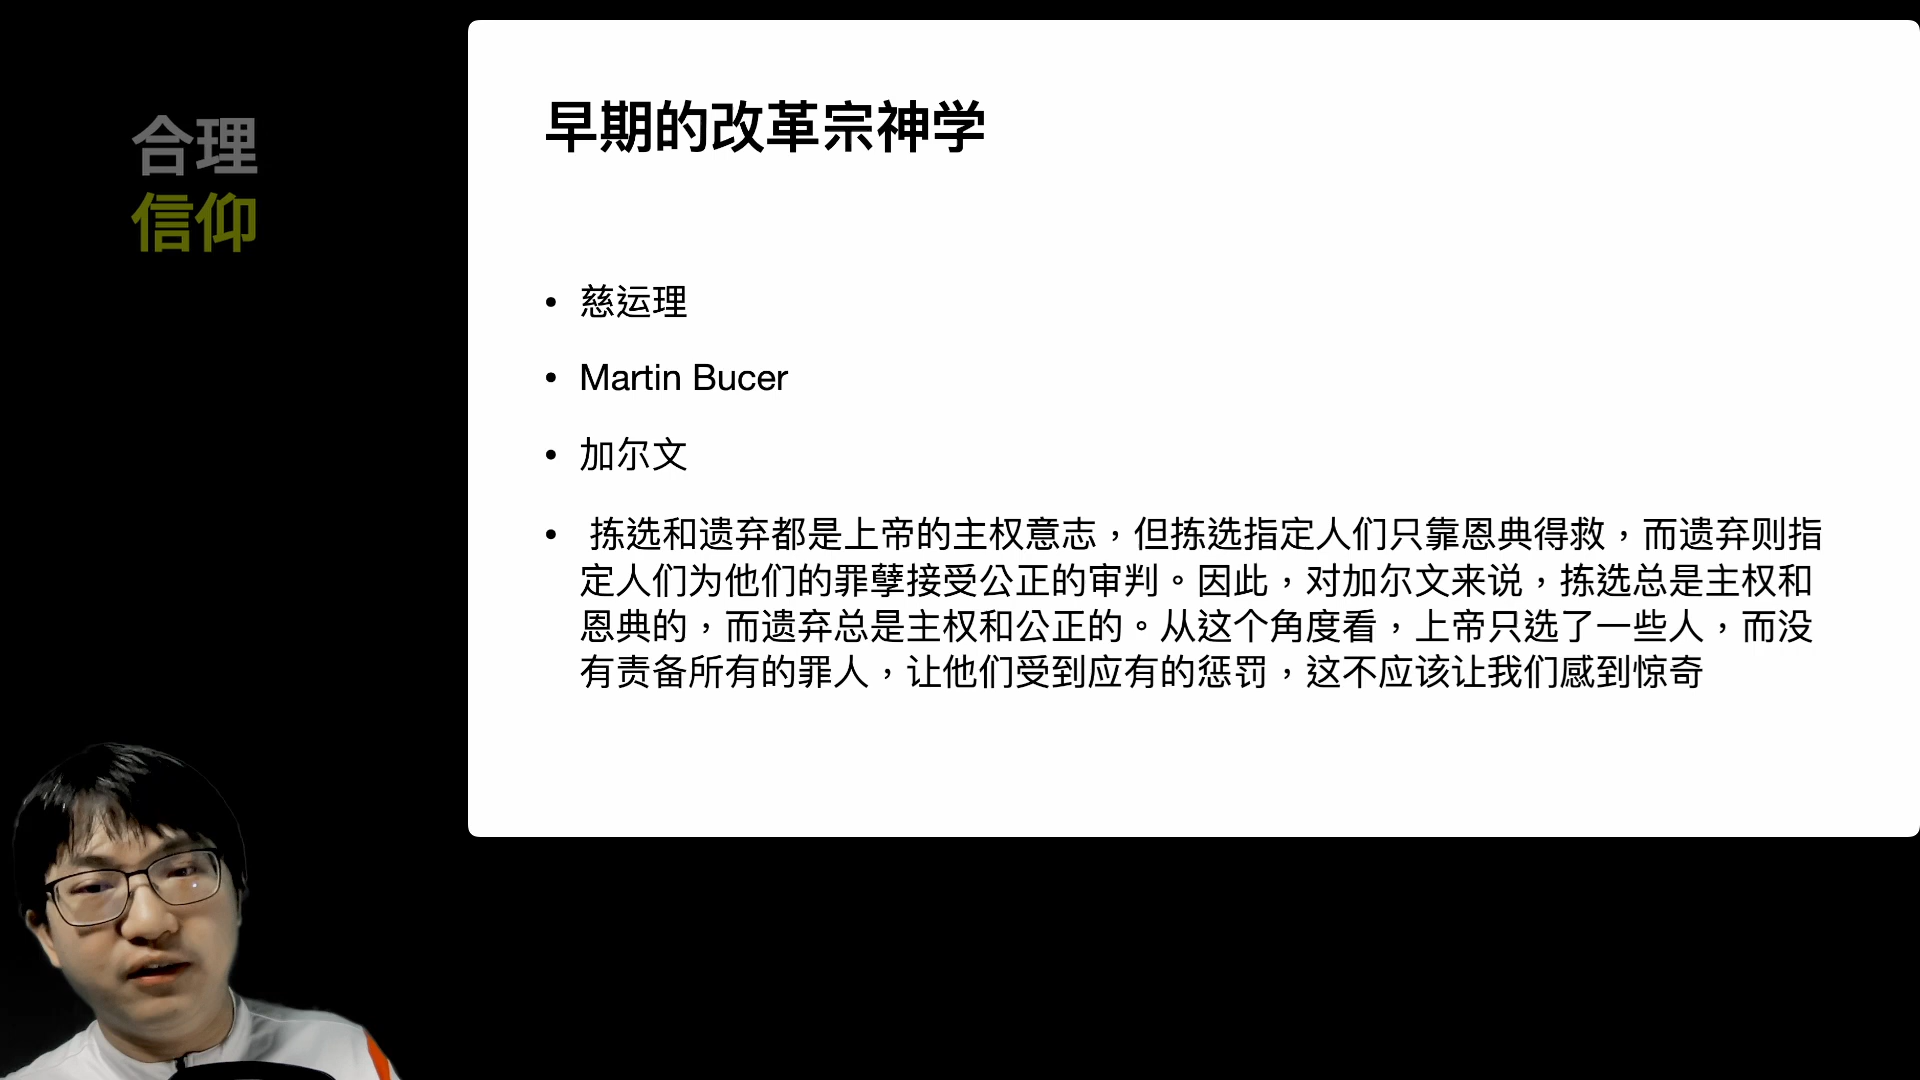 合理
信仰
早期的改革宗神学
• 慈运理
• Martin Bucer
• 加尔文
• 拣选和遗弃都是上帝的主权意志，但拣选指定人们只靠恩典得救，而遗弃则指
定人们为他们的罪孽接受公正的审判。因此，对加尔文来说，拣选总是主权和
恩典的，而遗弃总是主权和公正的。从这个角度看，上帝只选了一些人，而没
有责备所有的罪人，让他们受到应有的惩罚，这不应该让我们感到惊奇